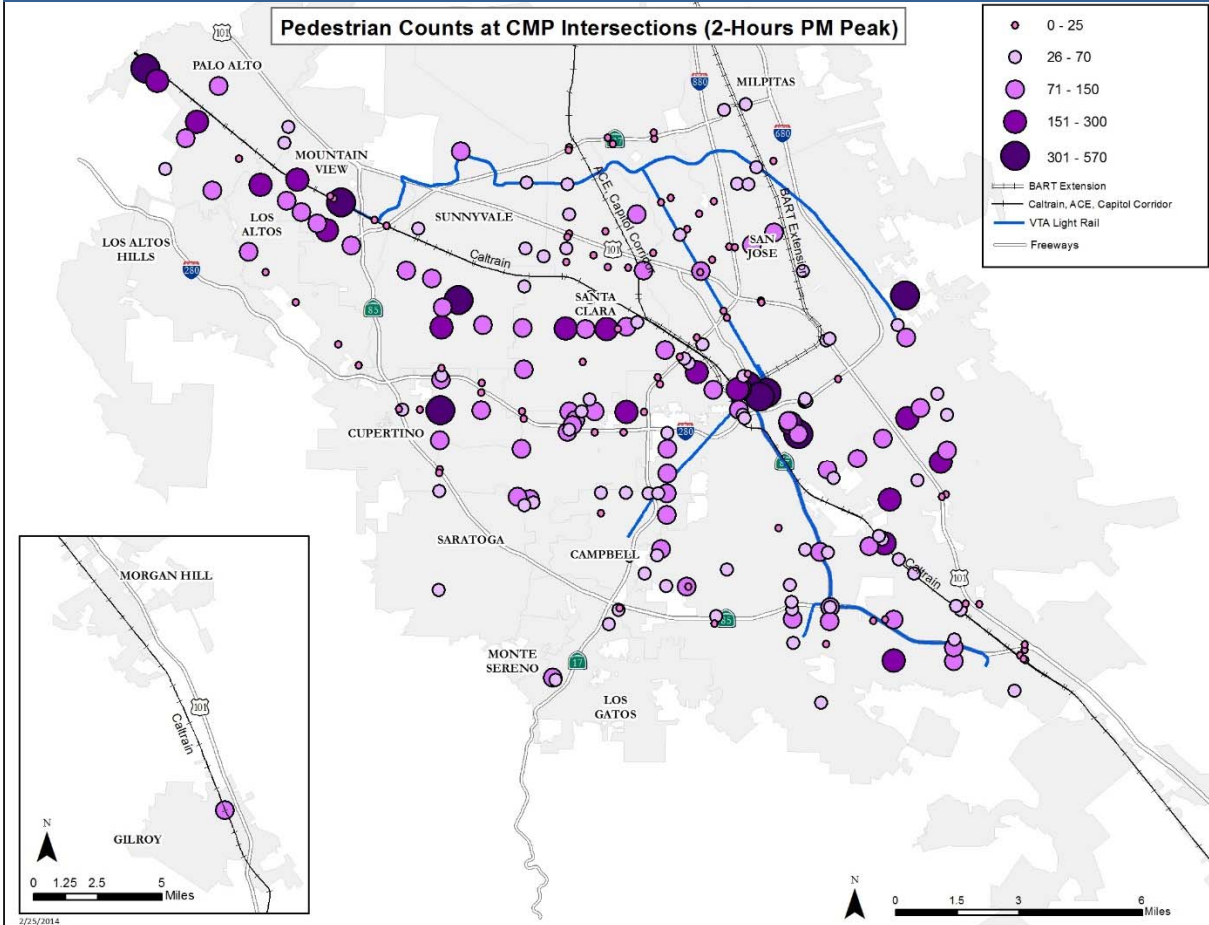 Pedestrian Counts at CMP Intersections (2-Hours PM Peak)
0 - 25
26 - 70
71 - 150
151 - 300
301 - 570
BART Extension
Caltrain, ACE, Capitol Corridor
VTA Light Rail
Freeways
101
PALO ALTO
880
MILPITAS
680
MOUNTAIN
VIEW
ACE, Capitol Corridor
BART Extension
LOS
ALTOS
SUNNYVALE
LOS ALTOS
HILLS
101
SAN
JOSE
280
Caltrain
85
SANTA
CLARA
CUPERTINO
280
87
SARATOGA
CAMPBELL
Caltrain
101
85
MONTE
SERENO
17
LOS
GATOS
MORGAN HILL
101
Caltrain
GILROY
N
0 1.25 2.5 5
Miles
N
0 1.5 3 6
Miles
2/25/2014